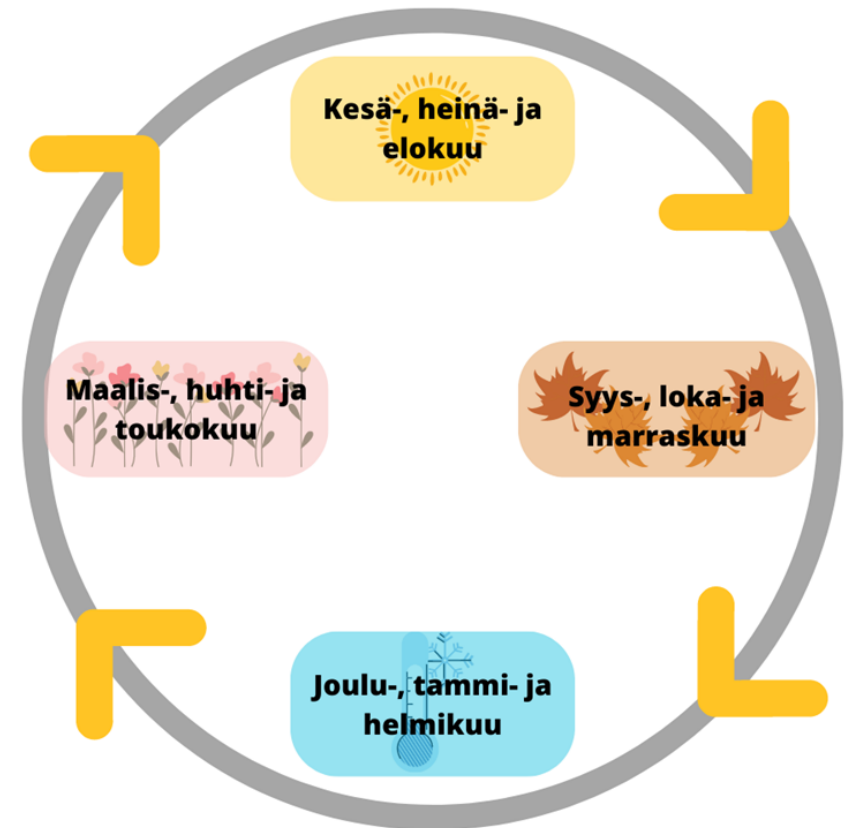 Kesä-, heinä- ja
elokuu
Maalis-, huhti- ja
toukokuu
Syys-, loka- ja
marraskuu
Joulu-, tammi- ja
helmikuu